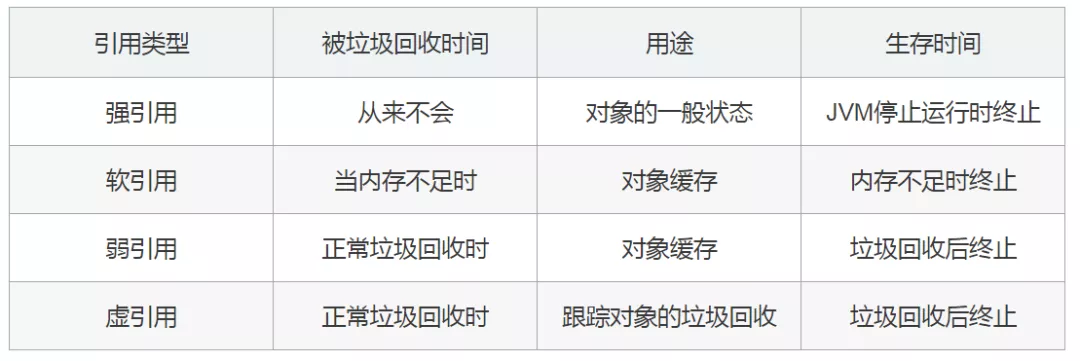 引用类型 被垃圾回收时间 用途 生存时间
强引用 从来不会 对象的一般状态 JVM停止运行时终止
软引用 当内存不足时 对象缓存 内存不足时终止
弱引用 正常垃圾回收时 对象缓存 垃圾回收后终止
虚引用 正常垃圾回收时 跟踪对象的垃圾回收 垃圾回收后终止